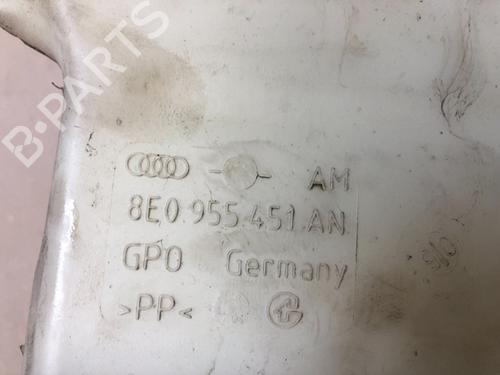 B-PARTS
AM
8E0.955.451.AN
GPO Germany
>PP<